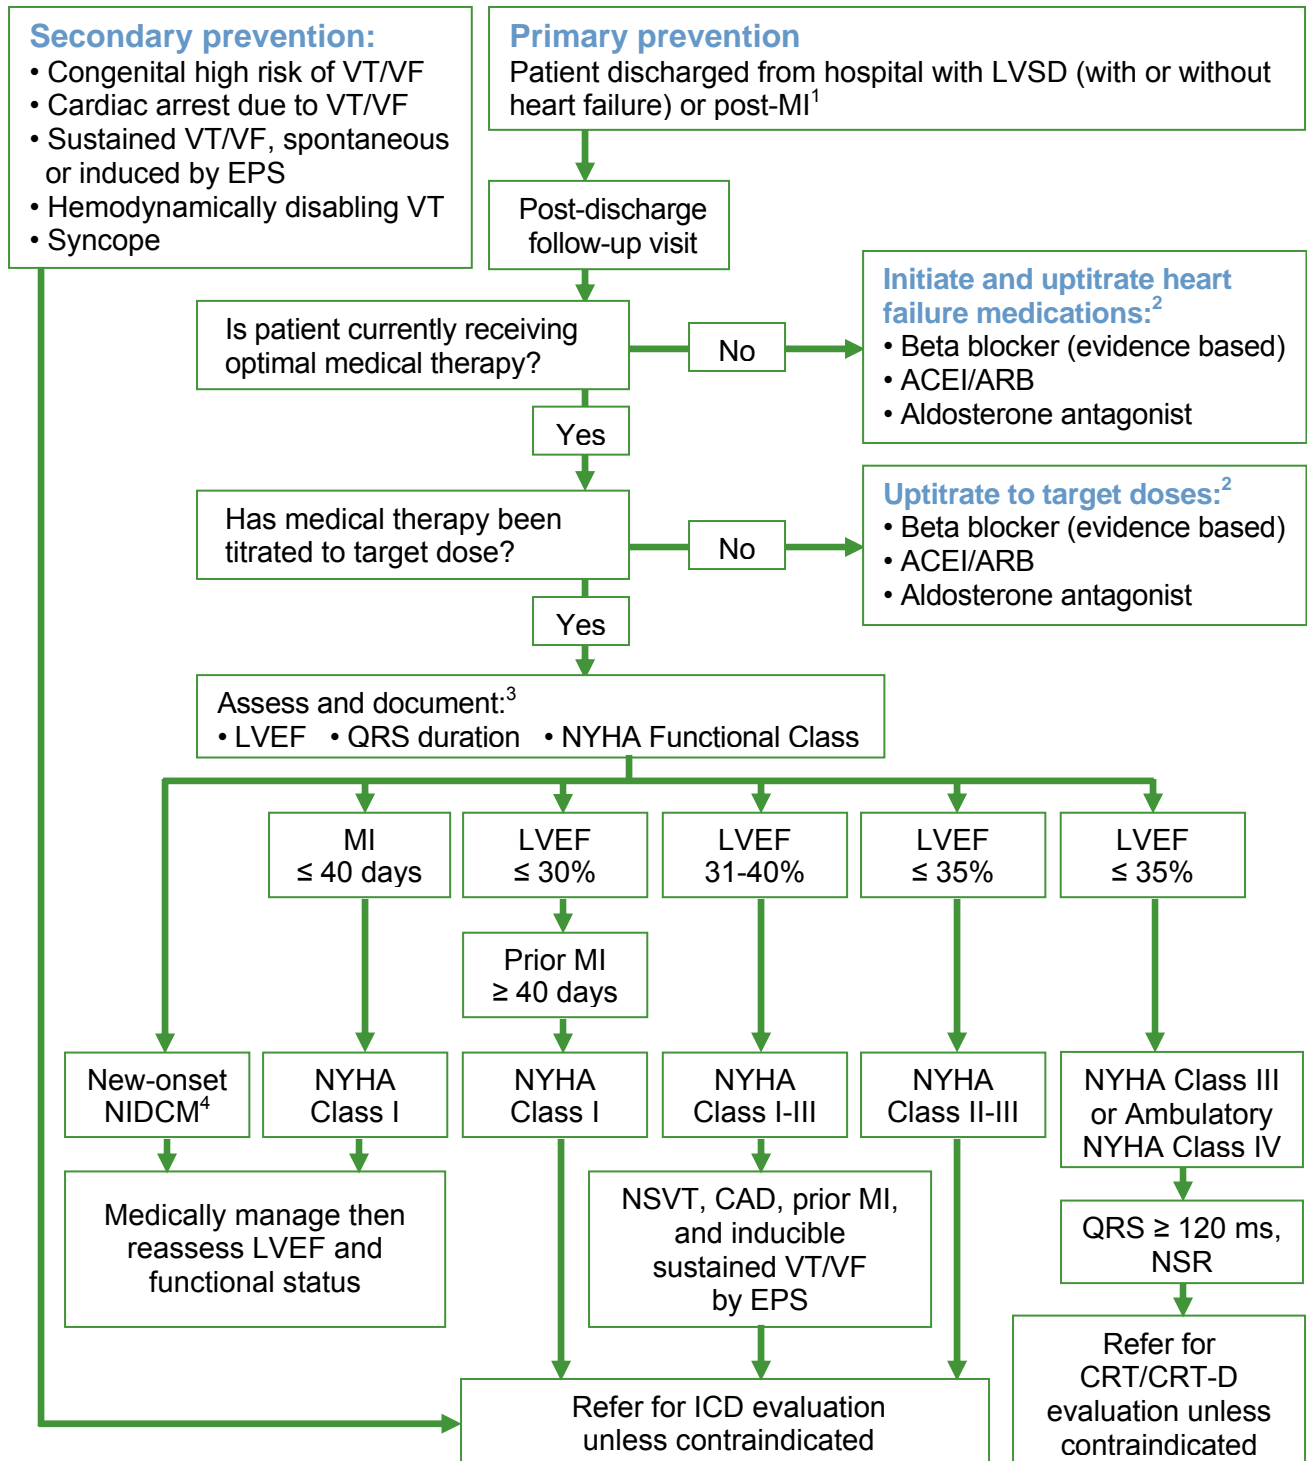 Secondary prevention:
• Congenital high risk of VT/VF
• Cardiac arrest due to VT/VF
• Sustained VT/VF, spontaneous
or induced by EPS
• Hemodynamically disabling VT
• Syncope
Primary prevention
Patient discharged from hospital with LVSD (with or without
heart failure) or post-MI¹
Post-discharge
follow-up visit
Is patient currently receiving
optimal medical therapy?
No
Initiate and uptitrate heart
failure medications:²
• Beta blocker (evidence based)
• ACEI/ARB
• Aldosterone antagonist
Yes
Has medical therapy been
titrated to target dose?
No
Uptitrate to target doses:²
• Beta blocker (evidence based)
• ACEI/ARB
• Aldosterone antagonist
Yes
Assess and document:³
• LVEF • QRS duration • NYHA Functional Class
MI
≤ 40 days
LVEF
≤ 30%
LVEF
31-40%
LVEF
≤ 35%
LVEF
≤ 35%
Prior MI
≥ 40 days
New-onset
NIDCM⁴
NYHA
Class I
NYHA
Class I
NYHA
Class I-III
NYHA
Class II-III
NYHA Class III
or Ambulatory
NYHA Class IV
Medically manage then
reassess LVEF and
functional status
NSVT, CAD, prior MI,
and inducible
sustained VT/VF
by EPS
QRS ≥ 120 ms,
NSR
Refer for ICD evaluation
unless contraindicated
Refer for
CRT/CRT-D
evaluation unless
contraindicated